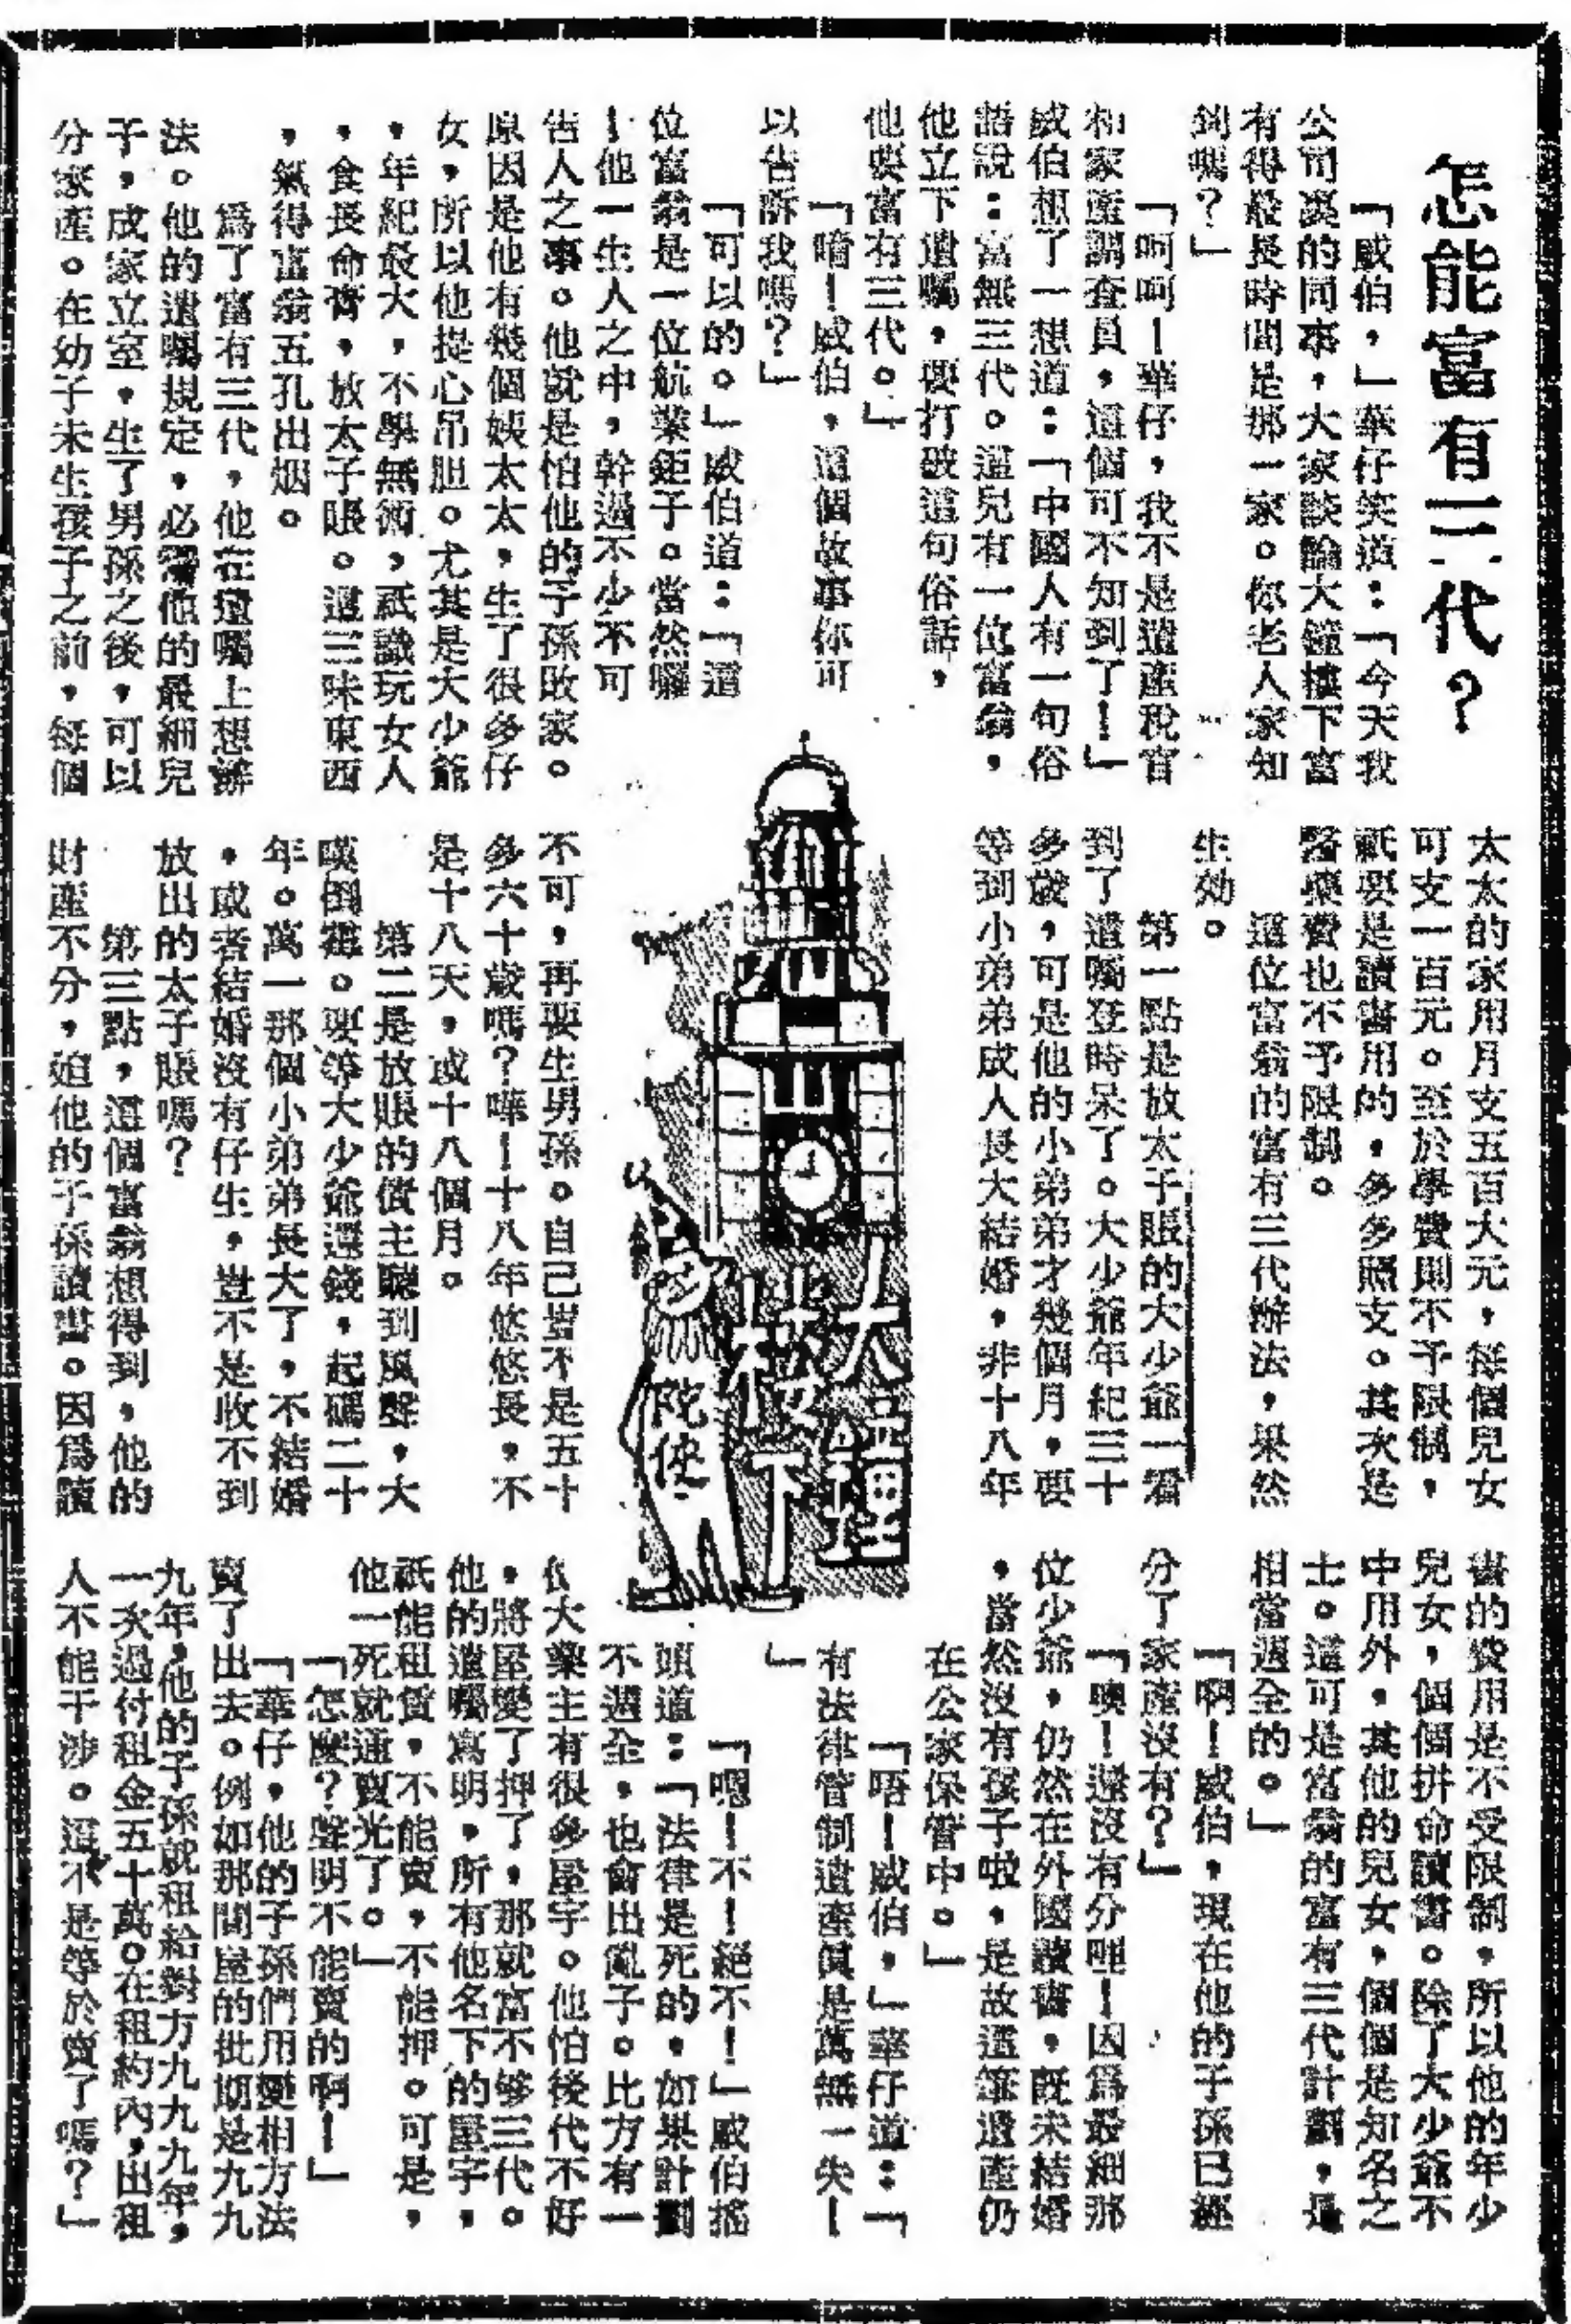 怎能富有三代？
「威伯，」華仔笑道：「今天我
公司裏的同事，大家談論大鐘樓下富
有得最長時間是那一家。你老人家知
到嗎？」
「呵呵！華仔，我不是遺產稅官
和家產調查員，這個可不知到了！」
威伯想了一想道：「中國人有一句俗
語說：富無三代。這兒有一位富翁，
他立下遺囑，要打破這句俗話，
他要富有三代。」
「唷！威伯，這個故事你可
以告訴我嗎？」
「可以的。」威伯道：「這
位富翁是一位航業鉅子。當然囉
！他一生人之中，幹過不少不可
告人之事。他說是怕他的子孫敗家。
原因是他有幾個姨太太，生了很多仔
女，所以他提心吊胆。尤其是大少爺
，年紀最大，不學無術，祇識玩女人
，食長命膏，放太子賬。這三味東西
，氣得富翁五孔出烟。
爲了富有三代，他在遺囑上想辦
法。他的遺囑規定，必需他的最細兒
子，成家立室，生了男孫之後，可以
分家產。在幼子未生孩子之前，每個
太太的家用月支五百大元，每個兒女
可支一百元。至於學費則不予限制，
祇要是讀書用的，多多照支。其次是
醫藥費也不予限制。
這位富翁的富有三代辦法，果然
生効。
第一點是放太子賬的大少爺一看
到了遺囑登時呆了。大少爺年紀三十
多歲，可是他的小弟弟才幾個月，要
等到小弟弟成人長大結婚，非十八年
大鐘樓下
陀俠
不可，再要生男孫。自己豈不是五十
多六十歲嗎？嘩！十八年悠悠長，不
是十八天，或十八個月。
第二是放賬的債主聽到風聲，大
嘆倒霉。要等大少爺還錢，起碼二十
年。萬一那個小弟弟長大了，不結婚
，或者結婚沒有仔生，豈不是收不到
放出的太子賬嗎？
第三點，這個富翁想得到，他的
財產不分，迫他的子孫讀書。因爲讀
書的費用是不受限制，所以他的年少
兒女，個個拼命讀書。除了大少爺不
中用外，其他的兒女，個個是知名之
士。這可是富翁的富有三代計劃，是
相當週全的。」
「啊！威伯，現在他的子孫已經
分了家產沒有？」
「噢！還沒有分哩！因爲最細那
位少爺，仍然在外國讀書，既未結婚
，當然沒有孩子啦，是故這筆遺產仍
在公家保管中。」
「唔！威伯，」華仔道：「
有法律管制遺產眞是萬無一失！
」
「嗯！不！絕不！」威伯搖
頭道：「法律是死的，如果計劃
不週全，也會出亂子。比方有一
個大業主有很多屋宇。他怕後代不好
，將屋變了押了，那就富不够三代。
他的遺囑寫明，所有他名下的屋宇，
祇能租賃，不能賣，不能押。可是，
他一死就通賣光了。」
「怎麼？聲明不能賣的啊！」
「華仔，他的子孫們用變相方法
賣了出去。例如那間屋的批期是九九
九年，他的子孫就租給對方九九九年，
一次過付租金五十萬。在租約內，出租
人不能干涉。這不是等於賣了嗎？」